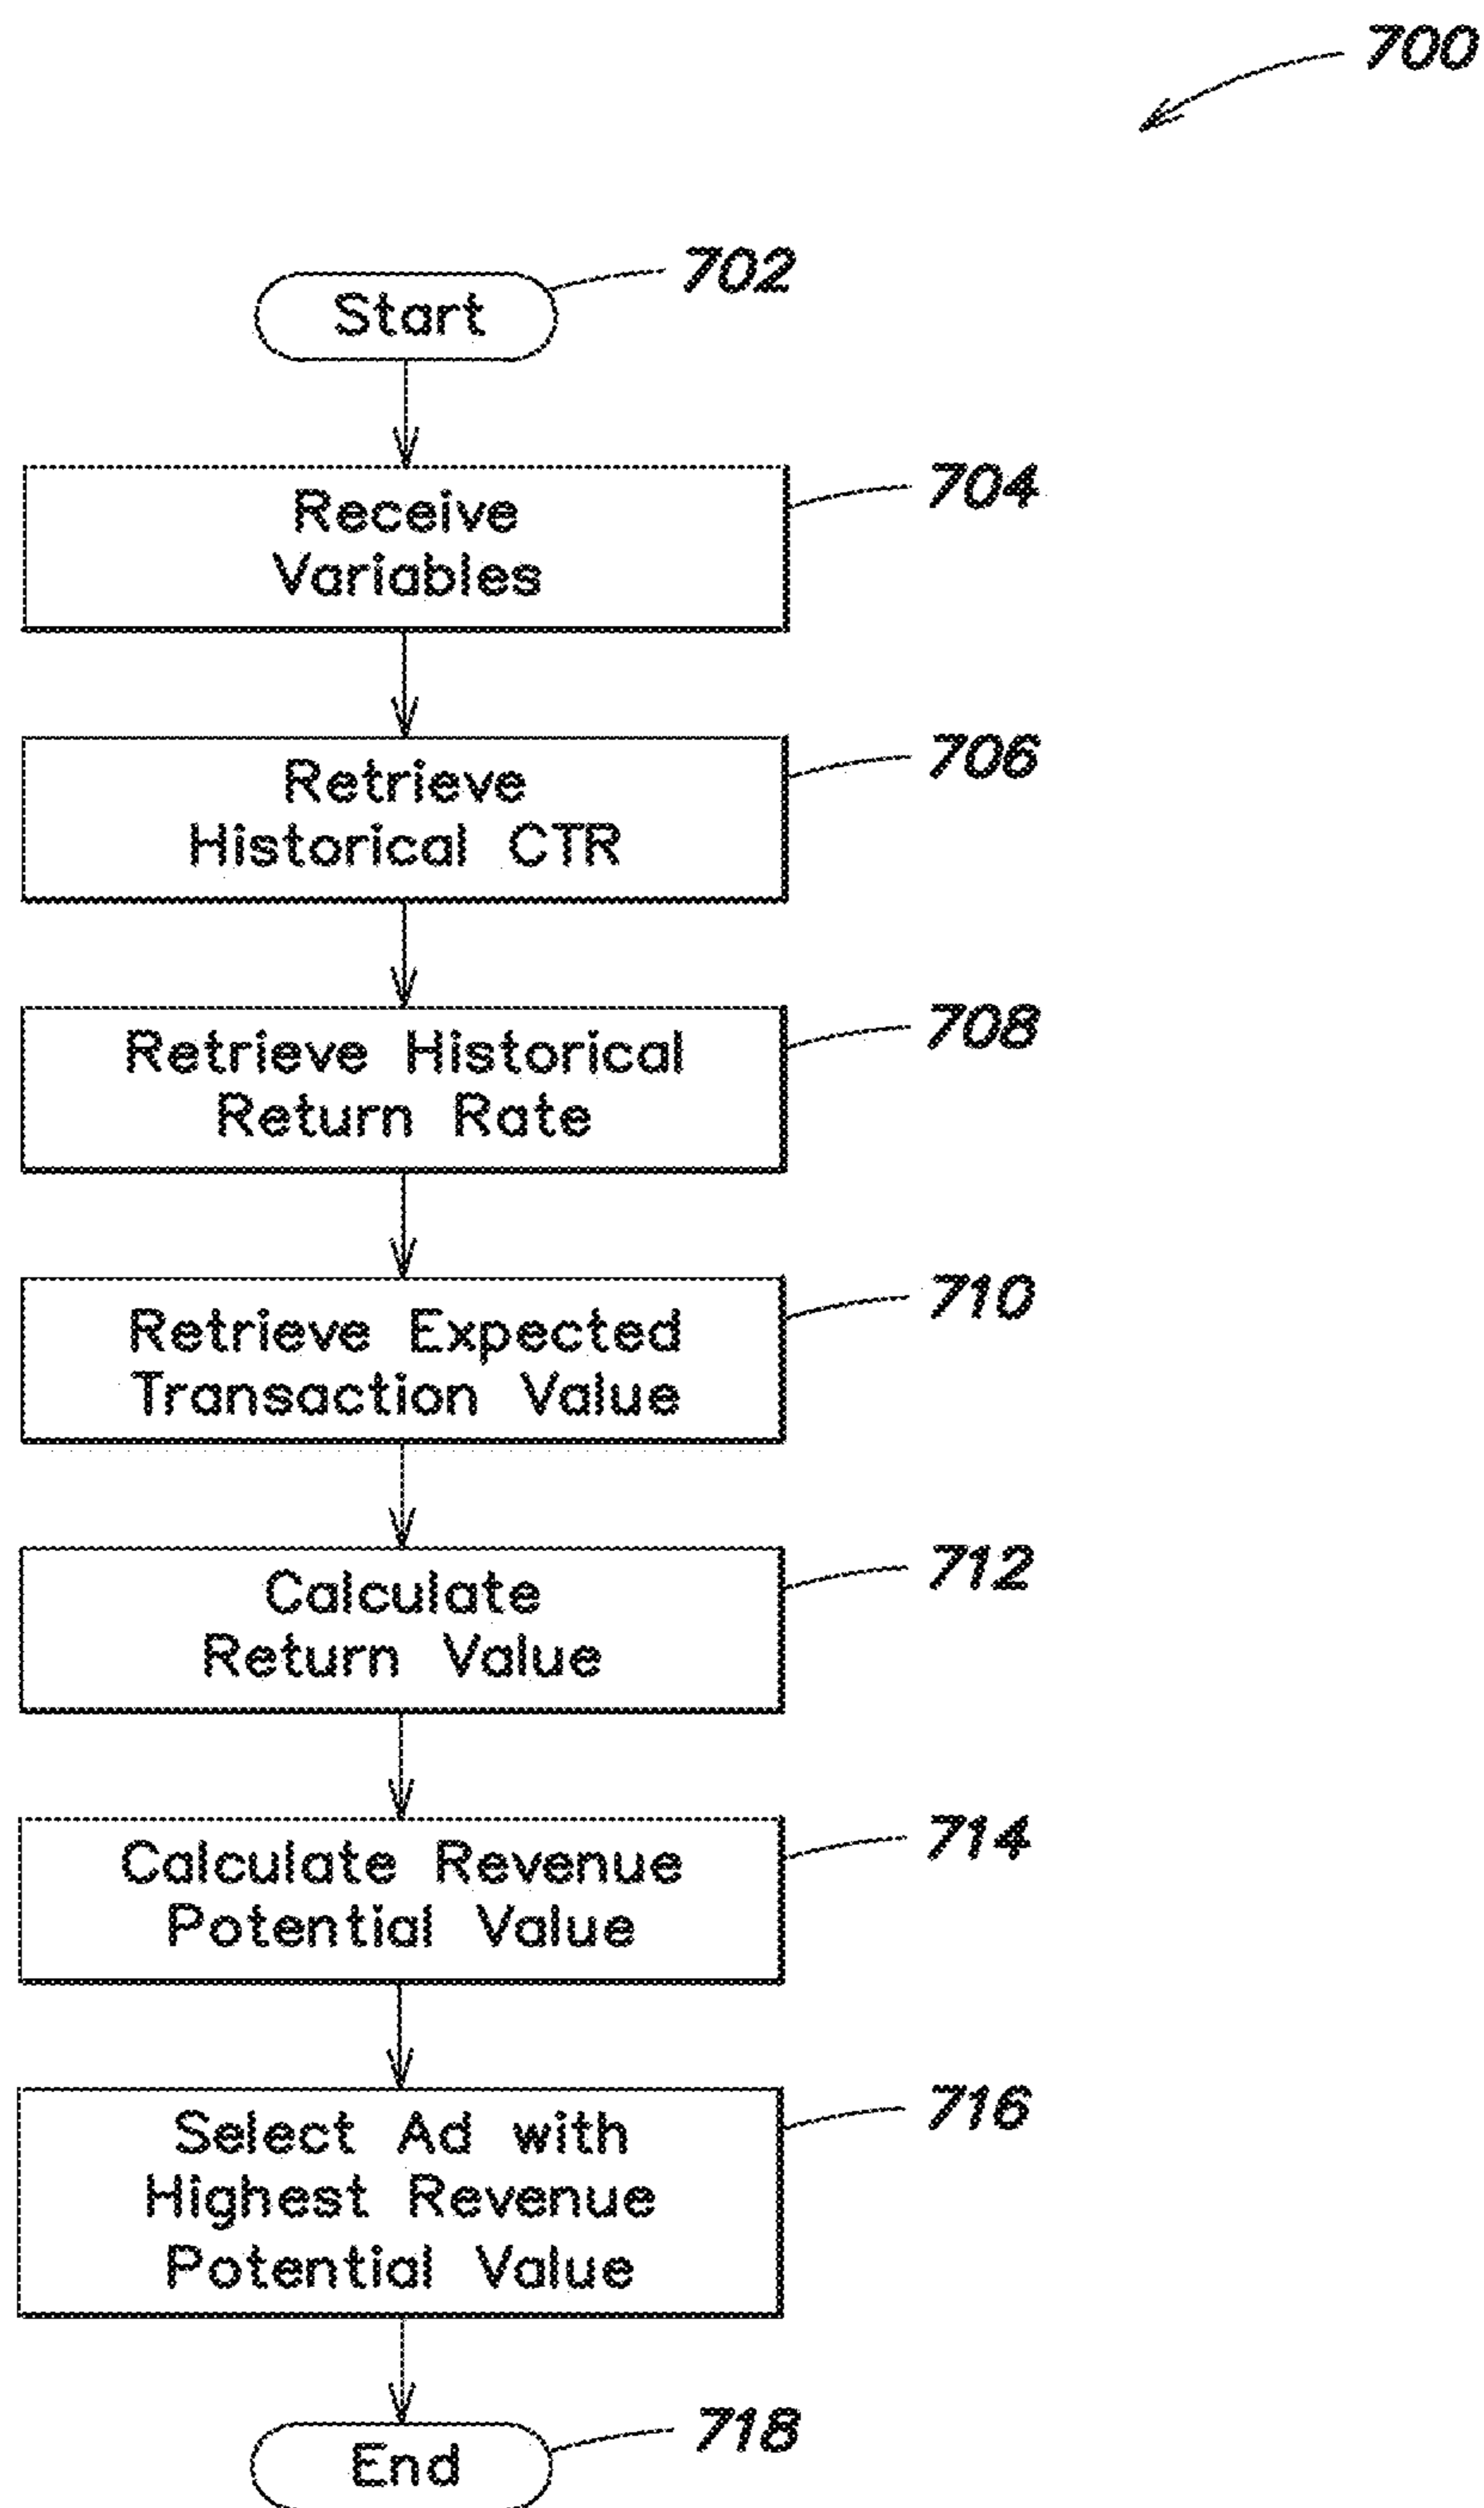 700
Start
702
Receive
Variables
704
Retrieve
Historical CTR
706
Retrieve Historical
Return Rate
708
Retrieve Expected
Transaction Value
710
Calculate
Return Value
712
Calculate Revenue
Potential Value
714
Select Ad with
Highest Revenue
Potential Value
716
End
718